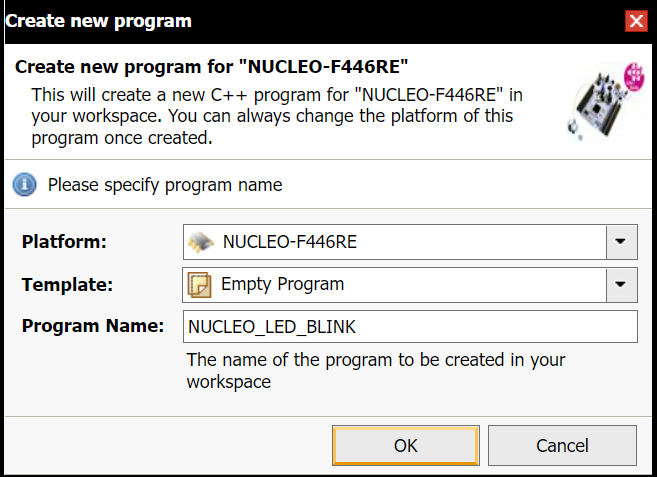 Create new program
Create new program for "NUCLEO-F446RE"
This will create a new C++ program for "NUCLEO-F446RE" in
your workspace. You can always change the platform of this
program once created.
Please specify program name
Platform: NUCLEO-F446RE
Template: Empty Program
Program Name: NUCLEO_LED_BLINK
The name of the program to be created in your
workspace
OK Cancel